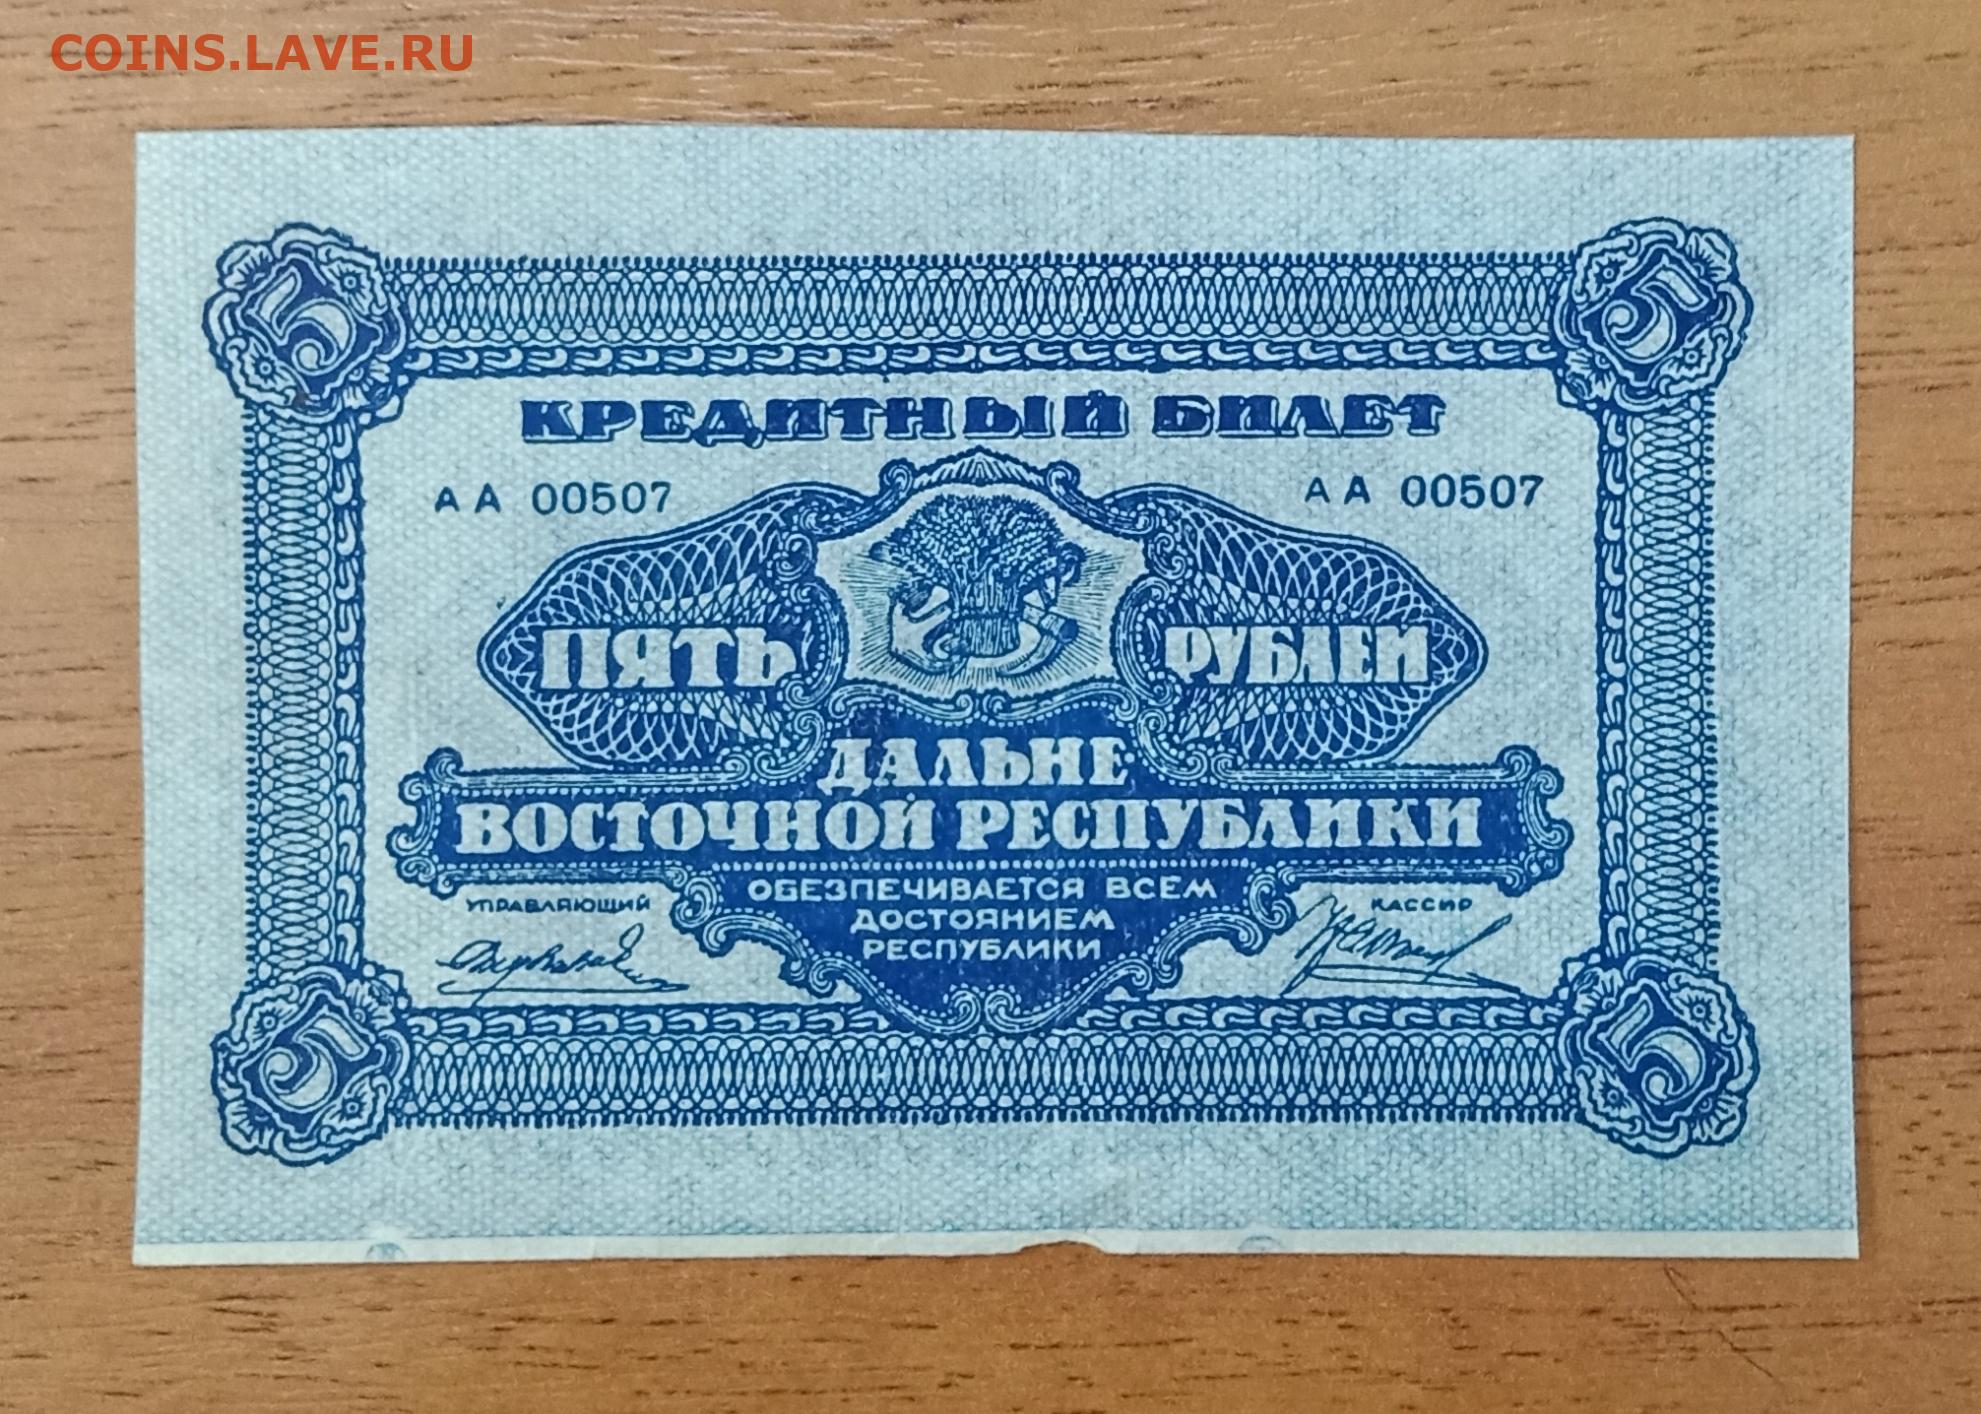 COINS.LAVE.RU
5 5
КРЕДИТНЫЙ БИЛЕТ
АА 00507 АА 00507
ПЯТЬ РУБЛЕЙ
ДАЛЬНЕ
ВОСТОЧНОЙ РЕСПУБЛИКИ
ОБЕЗПЕЧИВАЕТСЯ ВСЕМ
УПРАВЛЯЮЩИЙ ДОСТОЯНИЕМ КАССИР
РЕСПУБЛИКИ
5 5